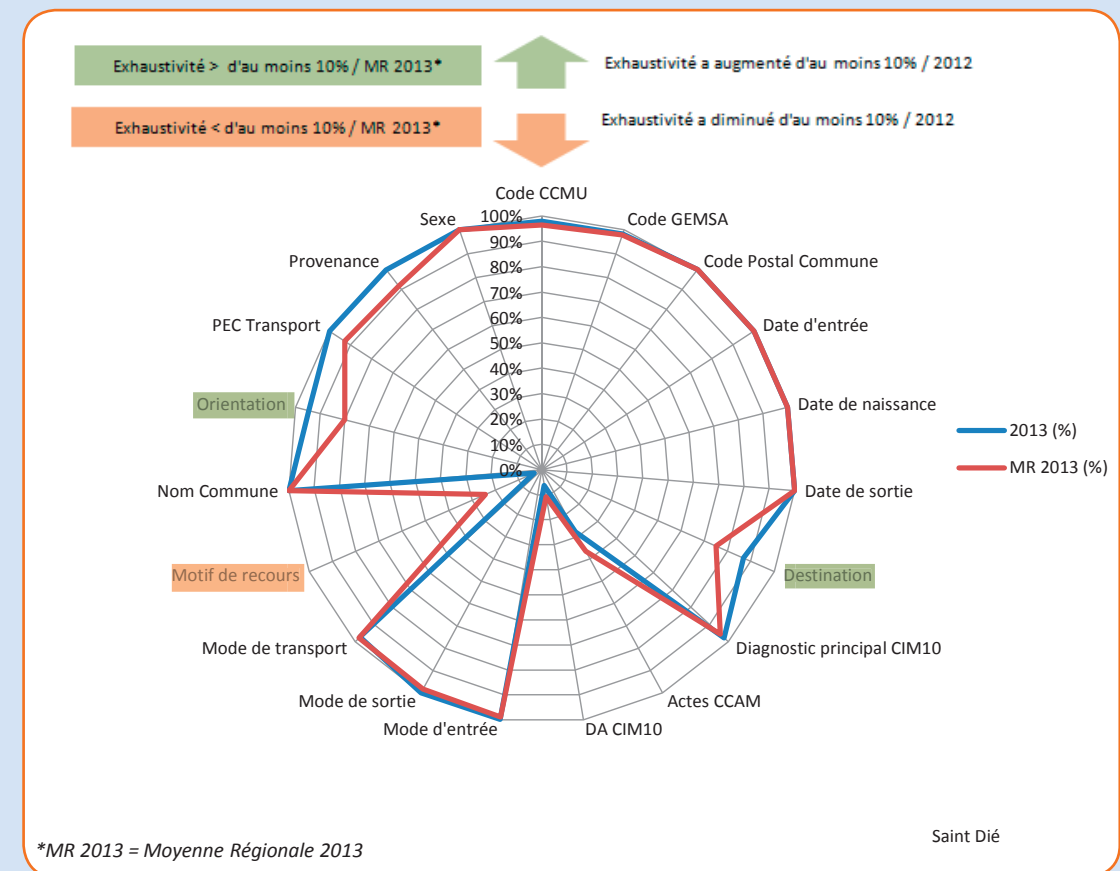 Exhaustivité > d'au moins 10% / MR 2013*
Exhaustivité a augmenté d'au moins 10% / 2012
Exhaustivité < d'au moins 10% / MR 2013*
Exhaustivité a diminué d'au moins 10% / 2012
Code CCMU
Code GEMSA
Code Postal Commune
Date d'entrée
Date de naissance
Date de sortie
Destination
Diagnostic principal CIM10
Actes CCAM
DA CIM10
Mode d'entrée
Mode de sortie
Mode de transport
Motif de recours
Nom Commune
Orientation
PEC Transport
Provenance
Sexe
100%
90%
80%
70%
60%
50%
40%
30%
20%
10%
0%
2013 (%)
MR 2013 (%)
Saint Dié
*MR 2013 = Moyenne Régionale 2013